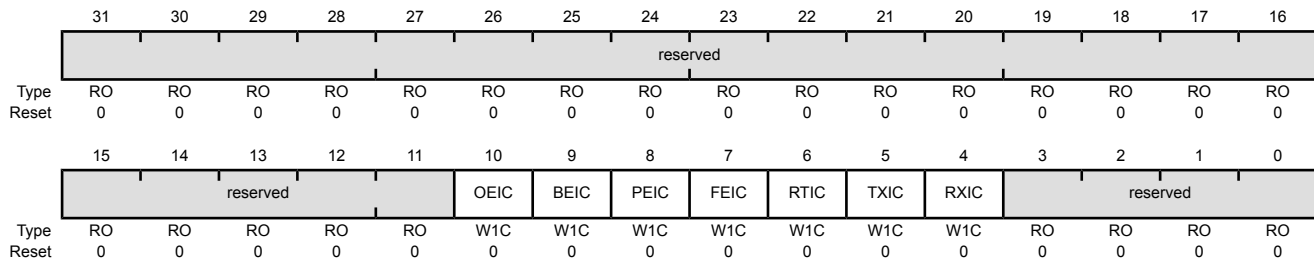 31 30 29 28 27 26 25 24 23 22 21 20 19 18 17 16
reserved
Type RO RO RO RO RO RO RO RO RO RO RO RO RO RO RO RO
Reset 0 0 0 0 0 0 0 0 0 0 0 0 0 0 0 0
15 14 13 12 11 10 9 8 7 6 5 4 3 2 1 0
reserved OEIC BEIC PEIC FEIC RTIC TXIC RXIC reserved
Type RO RO RO RO RO W1C W1C W1C W1C W1C W1C W1C RO RO RO RO
Reset 0 0 0 0 0 0 0 0 0 0 0 0 0 0 0 0